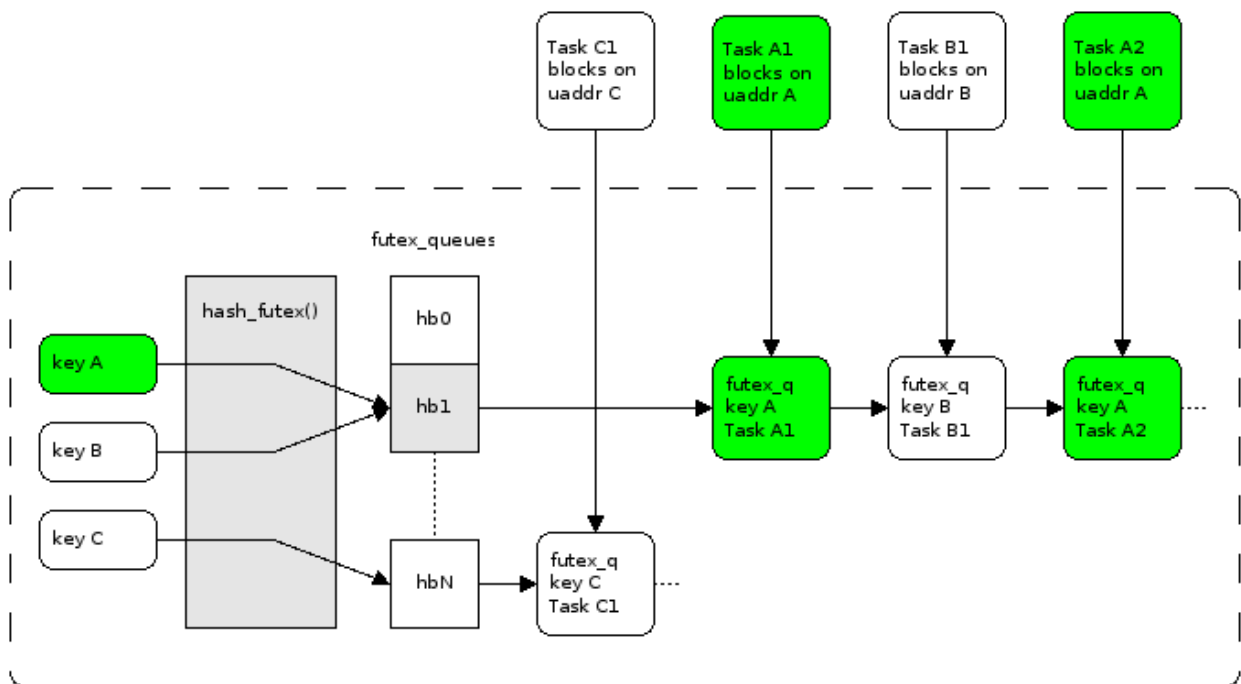 Task C1
blocks on
uaddr C
Task A1
blocks on
uaddr A
Task B1
blocks on
uaddr B
Task A2
blocks on
uaddr A
futex_queues
hash_futex()
hb0
key A
hb1
key B
key C
hbN
futex_q
key A
Task A1
futex_q
key B
Task B1
futex_q
key A
Task A2
futex_q
key C
Task C1